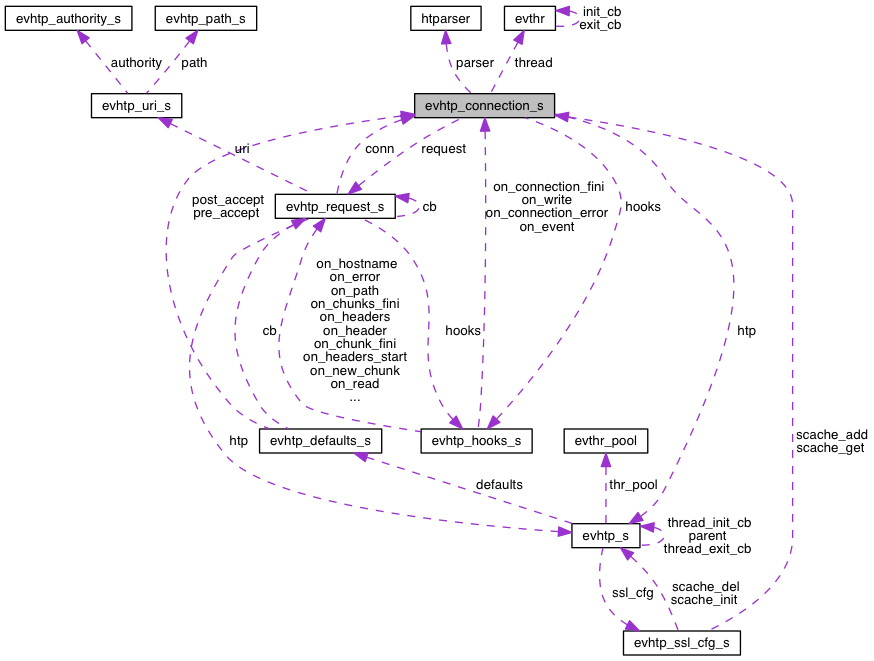 evhtp_authority_s
evhtp_path_s
htparser
evthr
init_cb
exit_cb
authority
path
parser
thread
evhtp_uri_s
evhtp_connection_s
uri
conn
request
post_accept
pre_accept
evhtp_request_s
cb
on_connection_fini
on_write
on_connection_error
on_event
hooks
on_hostname
on_error
on_path
on_chunks_fini
on_headers
on_header
on_chunk_fini
on_headers_start
on_new_chunk
on_read
...
cb
hooks
htp
htp
evhtp_defaults_s
evhtp_hooks_s
evthr_pool
scache_add
scache_get
defaults
thr_pool
evhtp_s
thread_init_cb
parent
thread_exit_cb
ssl_cfg
scache_del
scache_init
evhtp_ssl_cfg_s